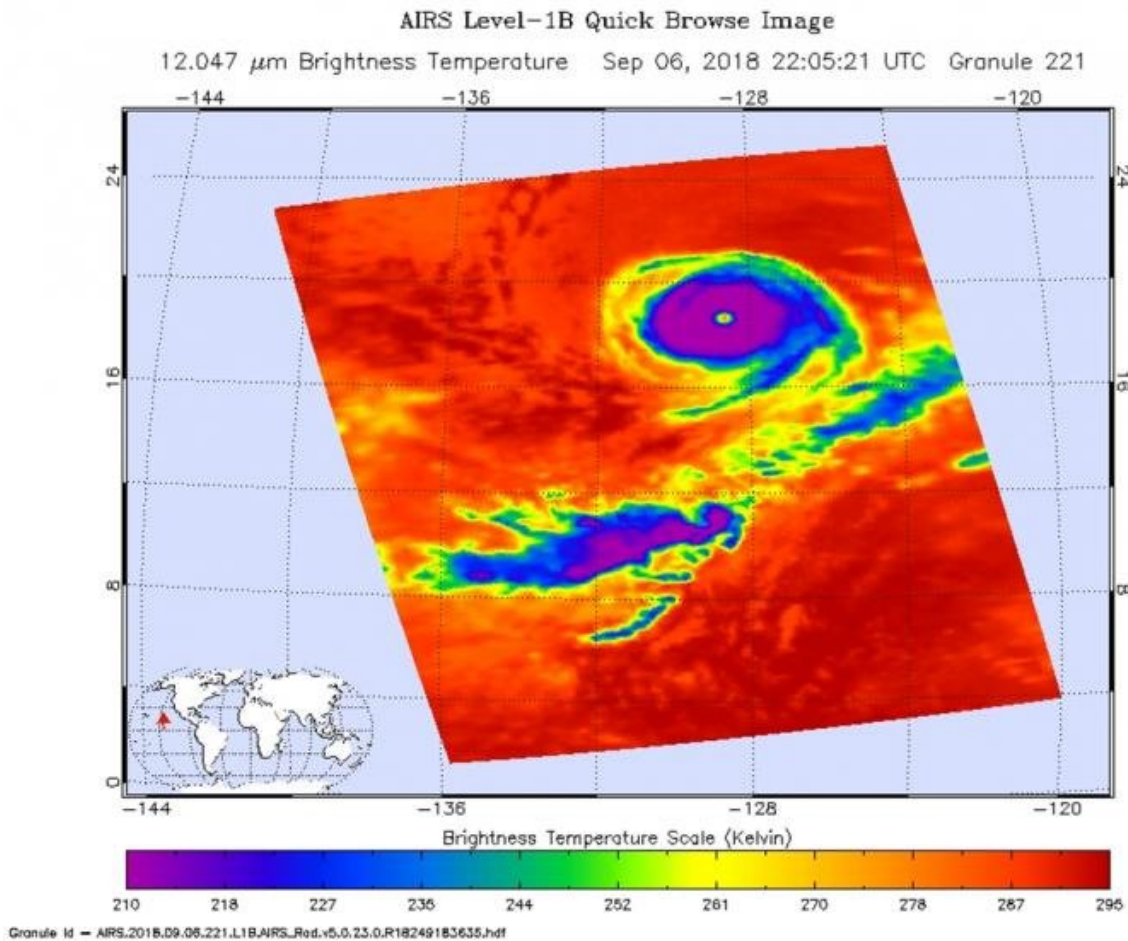 AIRS Level-1B Quick Browse Image
12.047 μm Brightness Temperature Sep 06, 2018 22:05:21 UTC Granule 221
-144 -136 -128 -120
24 24
16 16
8 8
0
-144 -136 -128 -120
Brightness Temperature Scale (Kelvin)
210 218 227 235 244 252 261 270 278 287 295
Granule Id - AIRS.2018.09.06.221.L1B.AIRS_Rad.v5.0.23.0.R18249183635.hdf